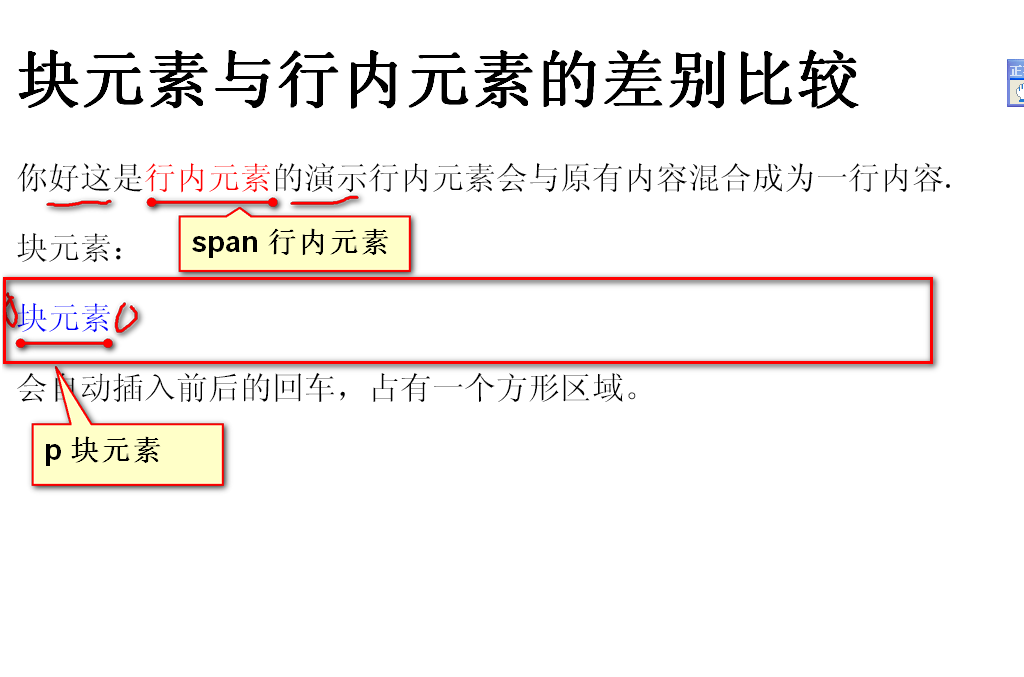 块元素与行内元素的差别比较
正
你好这是行内元素的演示行内元素会与原有内容混合成为一行内容.
span 行内元素
块元素：
块元素
会自动插入前后的回车，占有一个方形区域。
p 块元素